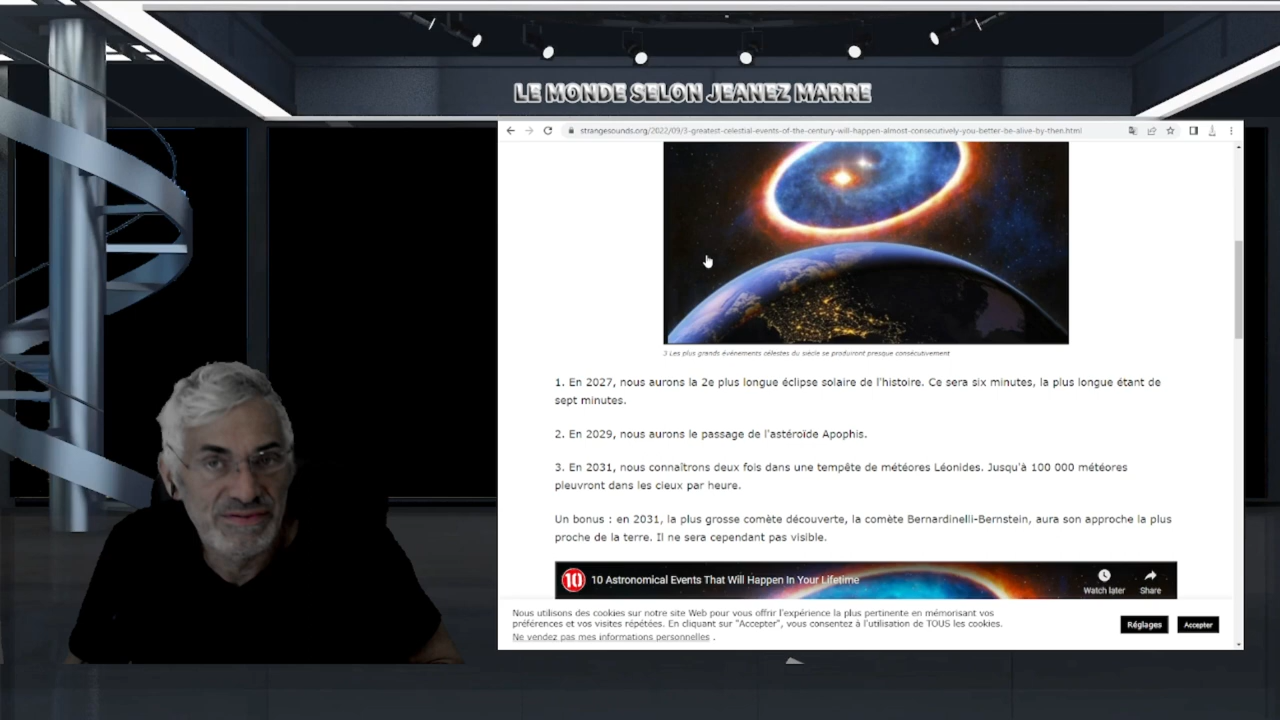 LE MONDE SELON JEANEZ MARRE
strangesounds.org/2022/09/3-greatest-celestial-events-of-the-century-will-happen-almost-consecutively-you-better-be-alive-by-then.html
3 Les plus grands événements célestes du siècle se produiront presque consécutivement
1. En 2027, nous aurons la 2e plus longue éclipse solaire de l'histoire. Ce sera six minutes, la plus longue étant de
sept minutes.
2. En 2029, nous aurons le passage de l'astéroïde Apophis.
3. En 2031, nous connaîtrons deux fois dans une tempête de météores Léonides. Jusqu'à 100 000 météores
pleuvront dans les cieux par heure.
Un bonus : en 2031, la plus grosse comète découverte, la comète Bernardinelli-Bernstein, aura son approche la plus
proche de la terre. Il ne sera cependant pas visible.
10 10 Astronomical Events That Will Happen In Your Lifetime
Watch later Share
Nous utilisons des cookies sur notre site Web pour vous offrir l'expérience la plus pertinente en mémorisant vos
préférences et vos visites répétées. En cliquant sur "Accepter", vous consentez à l'utilisation de TOUS les cookies.
Ne vendez pas mes informations personnelles .
Réglages Accepter